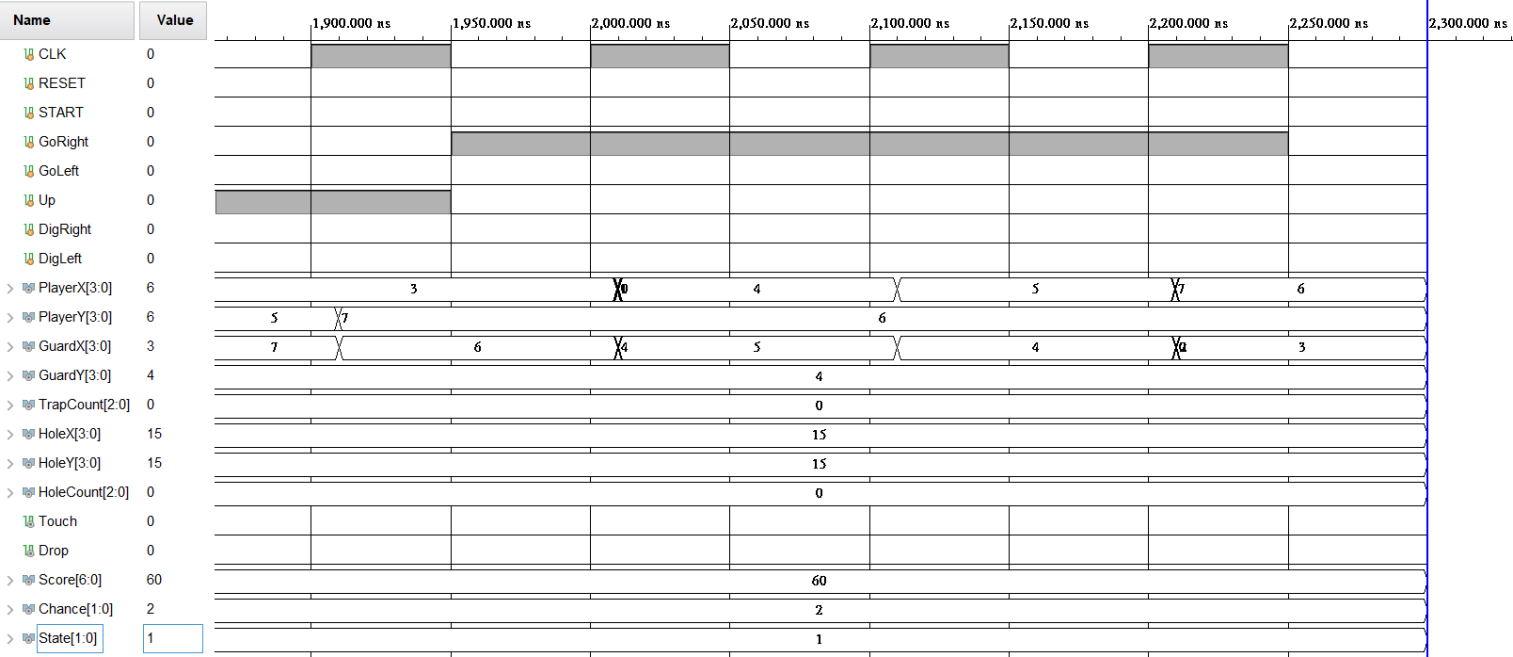 Name Value 1,900.000 ns 1,950.000 ns 2,000.000 ns 2,050.000 ns 2,100.000 ns 2,150.000 ns 2,200.000 ns 2,250.000 ns 2,300.000 ns
CLK 0
RESET 0
START 0
GoRight 0
GoLeft 0
Up 0
DigRight 0
DigLeft 0
PlayerX[3:0] 6 3 4 5 7 6
PlayerY[3:0] 6 5 7 6
GuardX[3:0] 3 7 6 4 5 4 3
GuardY[3:0] 4 4
TrapCount[2:0] 0 0
HoleX[3:0] 15 15
HoleY[3:0] 15 15
HoleCount[2:0] 0 0
Touch 0
Drop 0
Score[6:0] 60 60
Chance[1:0] 2 2
State[1:0] 1 1